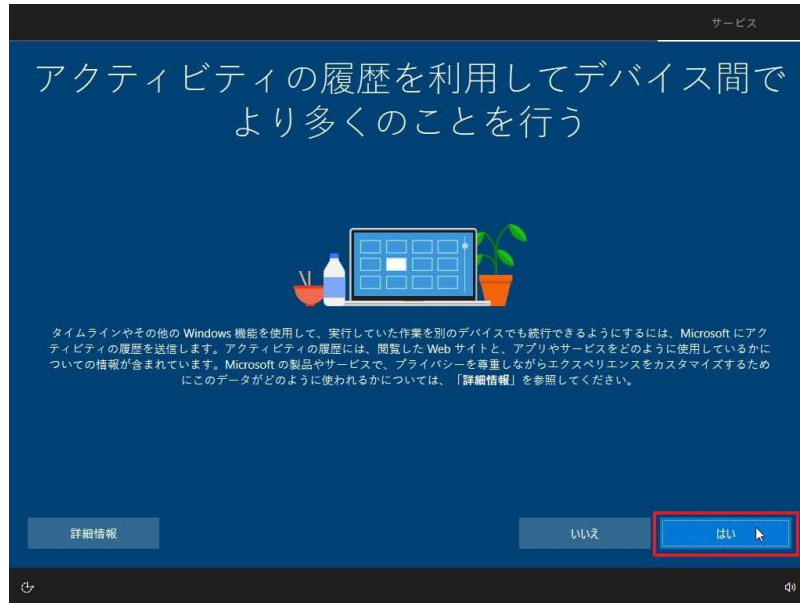 サービス
アクティビティの履歴を利用してデバイス間で
より多くのことを行う
タイムラインやその他の Windows 機能を使用して、実行していた作業を別のデバイスでも続行できるようにするには、Microsoft にアク
ティビティの履歴を送信します。アクティビティの履歴には、閲覧した Web サイトと、アプリやサービスをどのように使用しているかに
ついての情報が含まれています。Microsoft の製品やサービスで、プライバシーを尊重しながらエクスペリエンスをカスタマイズするため
にこのデータがどのように使われるかについては、「詳細情報」を参照してください。
詳細情報
いいえ
はい